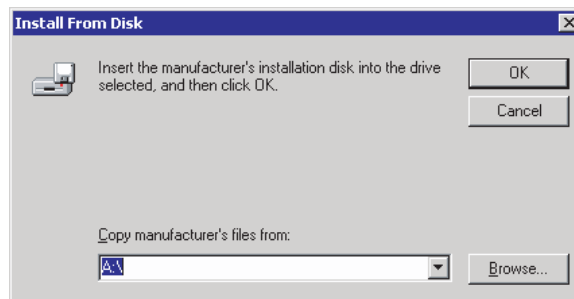 Install From Disk
Insert the manufacturer's installation disk into the drive
selected, and then click OK.
OK
Cancel
Copy manufacturer's files from:
A:\
Browse...